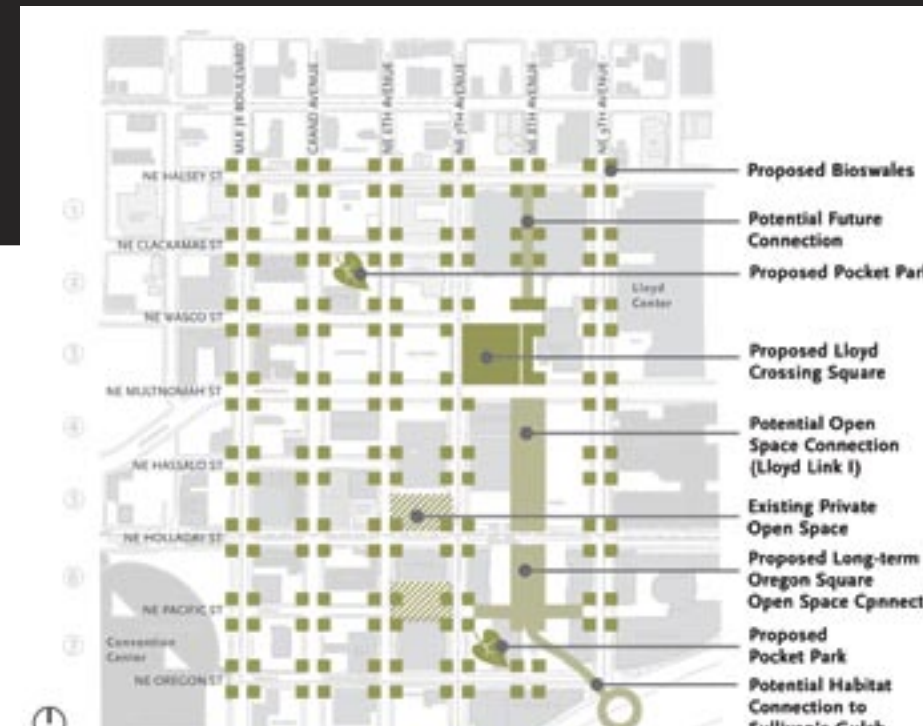 MLK JR BOULEVARD
GRAND AVENUE
NE 6TH AVENUE
NE 7TH AVENUE
NE 8TH AVENUE
NE 9TH AVENUE
NE HALSEY ST
Proposed Bioswales
1
Potential Future
Connection
NE CLACKAMAS ST
Proposed Pocket Park
2
Lloyd
Center
NE WASCO ST
3
Proposed Lloyd
Crossing Square
NE MULTNOMAH ST
4
Potential Open
Space Connection
(Lloyd Link I)
NE HASSALO ST
5
Existing Private
Open Space
NE HOLLADAY ST
6
Proposed Long-term
Oregon Square
Open Space Cpnnect
NE PACIFIC ST
7
Convention
Center
Proposed
Pocket Park
NE OREGON ST
Potential Habitat
Connection to
Sullivan's Gulch